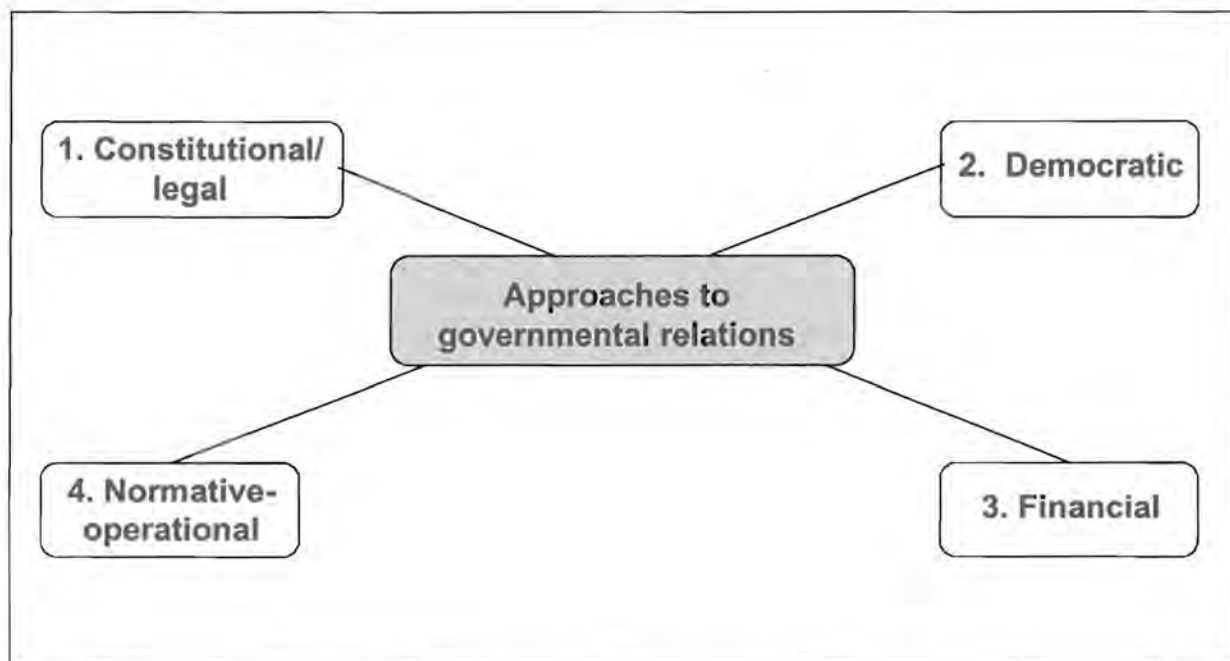 1. Constitutional/
legal
2. Democratic
Approaches to
governmental relations
4. Normative-
operational
3. Financial